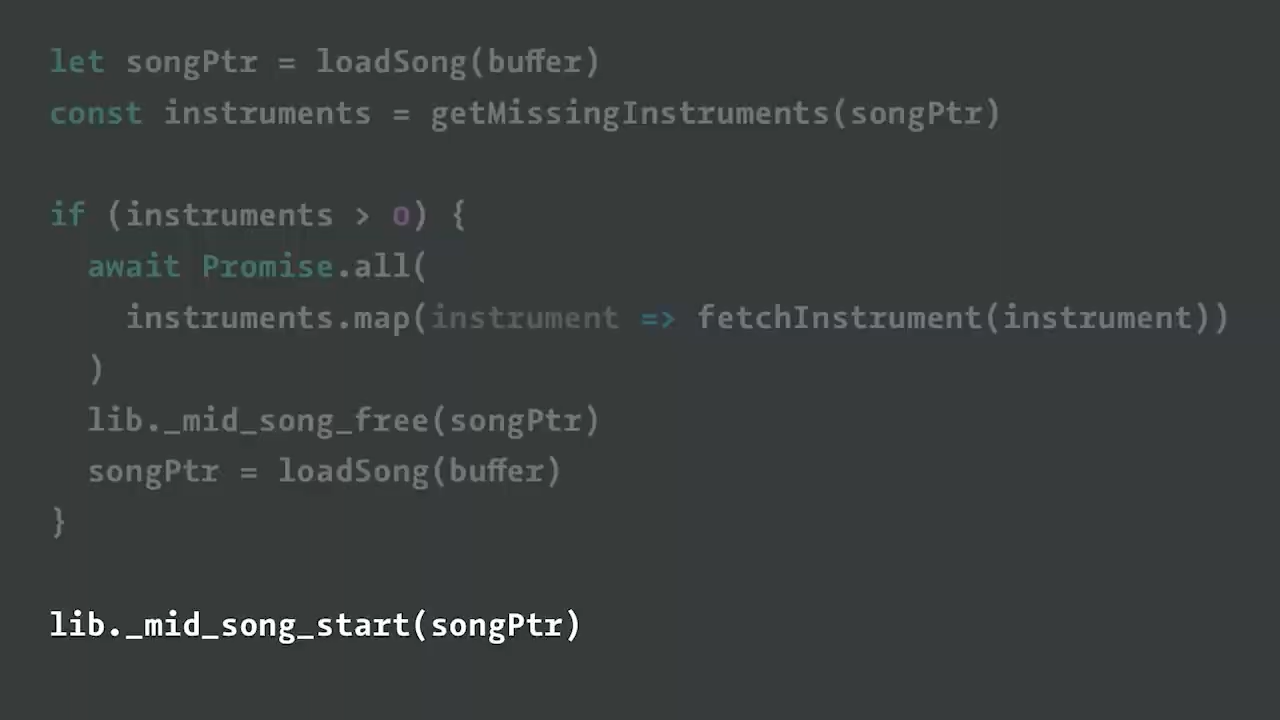 let songPtr = loadSong(buffer)
const instruments = getMissingInstruments(songPtr)
if (instruments > 0) {
await Promise.all(
instruments.map(instrument => fetchInstrument(instrument))
)
lib._mid_song_free(songPtr)
songPtr = loadSong(buffer)
}
lib._mid_song_start(songPtr)